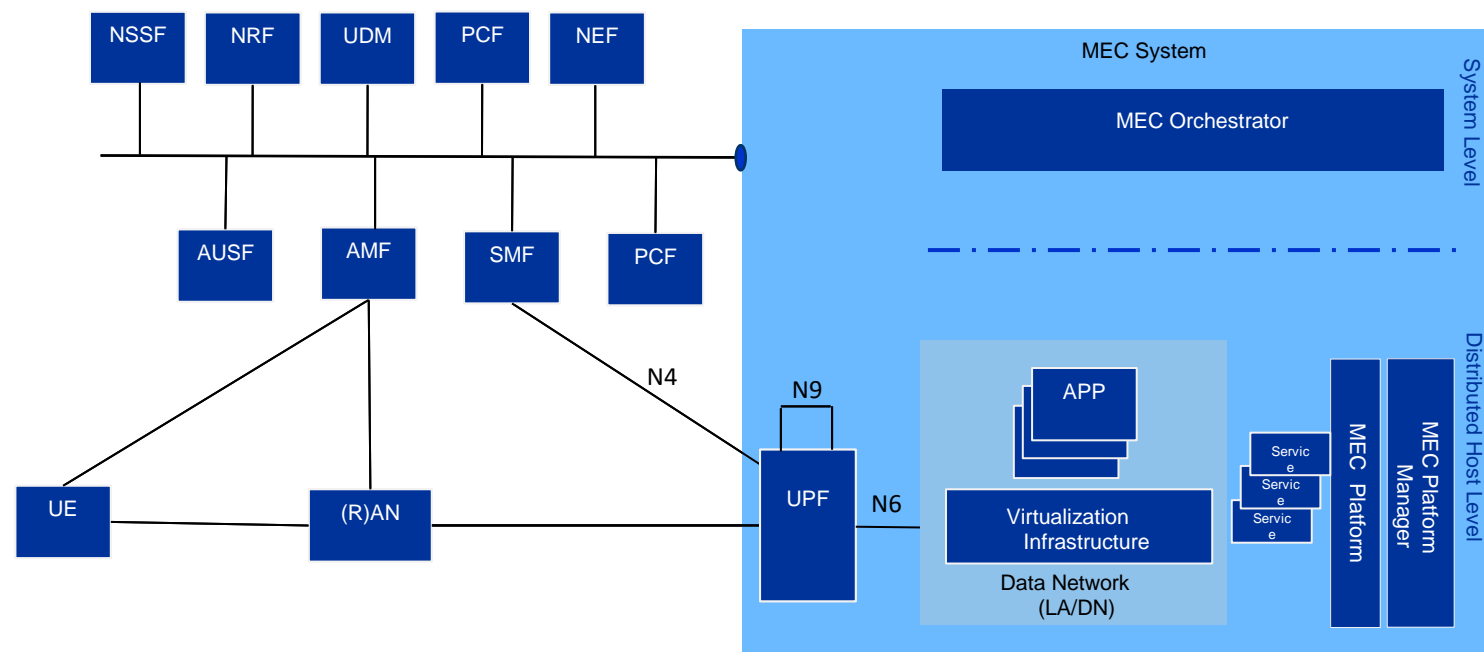 NSSF
NRF
UDM
PCF
NEF
MEC System
System Level
MEC Orchestrator
AUSF
AMF
SMF
PCF
Distributed Host Level
N4
N9
APP
UE
(R)AN
UPF
N6
Virtualization
Infrastructure
Data Network
(LA/DN)
Servic
e
Servic
e
Servic
e
MEC Platform
MEC Platform
Manager